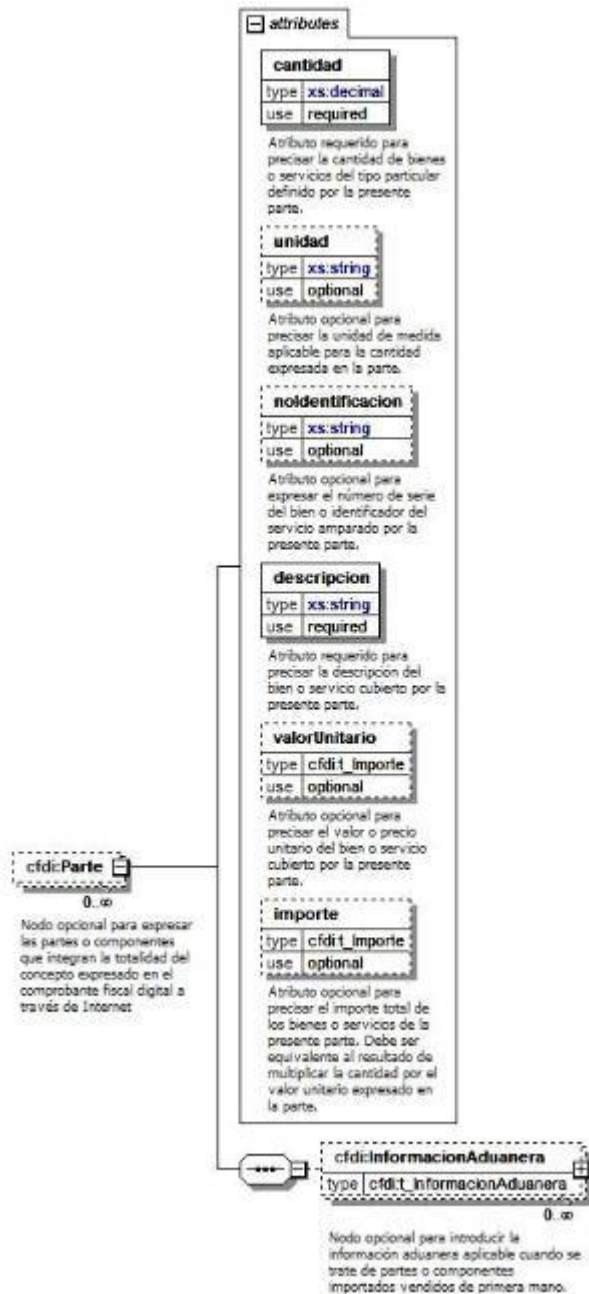 attributes
cantidad
type xs:decimal
use required
Atributo requerido para
precisar la cantidad de bienes
o servicios del tipo particular
definido por la presente
parte.
unidad
type xs:string
use optional
Atributo opcional para
precisar la unidad de medida
aplicable para la cantidad
expresada en la parte.
noIdentificacion
type xs:string
use optional
Atributo opcional para
expresar el número de serie
del bien o identificador del
servicio amparado por la
presente parte.
descripcion
type xs:string
use required
Atributo requerido para
precisar la descripción del
bien o servicio cubierto por la
presente parte.
valorUnitario
type cfdi:t_Importe
use optional
Atributo opcional para
precisar el valor o precio
unitario del bien o servicio
cubierto por la presente
parte.
importe
type cfdi:t_Importe
use optional
Atributo opcional para
precisar el importe total de
los bienes o servicios de la
presente parte. Debe ser
equivalente al resultado de
multiplicar la cantidad por el
valor unitario expresado en
la parte.
cfdi:Parte
0..∞
Nodo opcional para expresar
las partes o componentes
que integran la totalidad del
concepto expresado en el
comprobante fiscal digital a
través de Internet
cfdi:InformacionAduanera
type cfdi:t_InformacionAduanera
0..∞
Nodo opcional para introducir la
información aduanera aplicable cuando se
trate de partes o componentes
importados vendidos de primera mano.